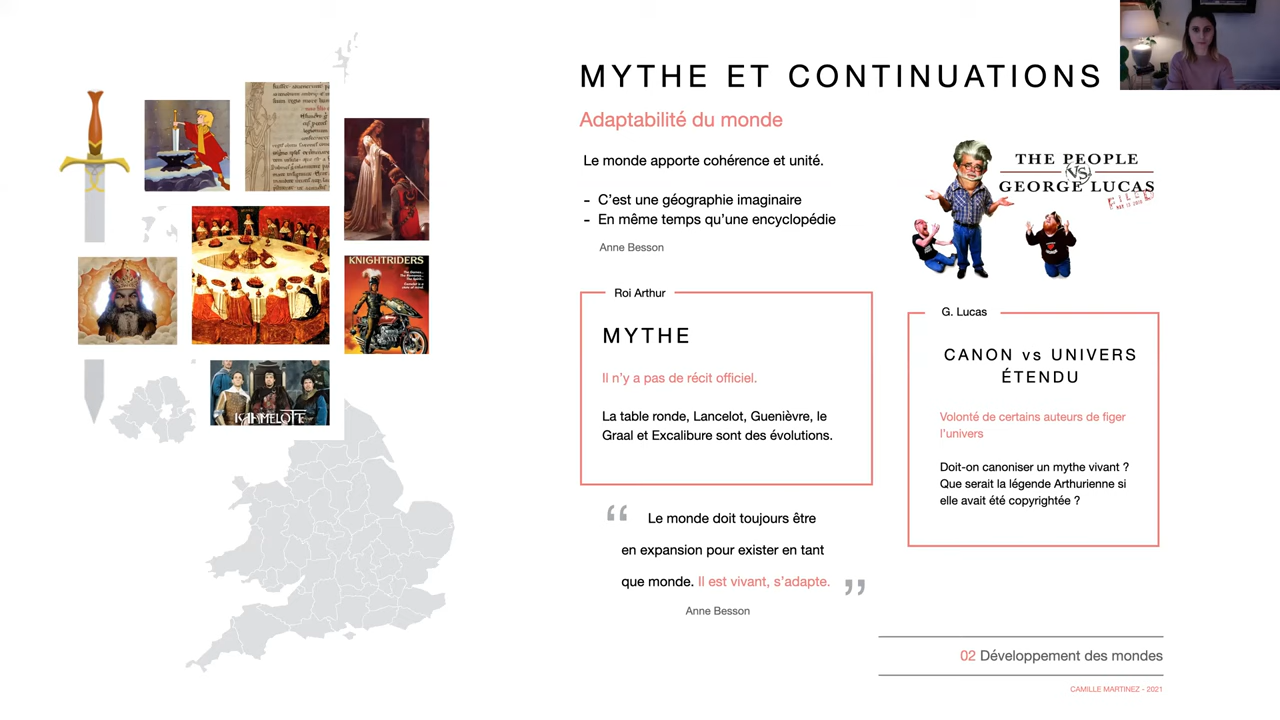 MYTHE ET CONTINUATIONS
Adaptabilité du monde
Le monde apporte cohérence et unité.
- C’est une géographie imaginaire
- En même temps qu’une encyclopédie
Anne Besson
THE PEOPLE
VS
GEORGE LUCAS
FILED
KNIGHTRIDERS
KAAMELOTT
Roi Arthur
MYTHE
Il n’y a pas de récit officiel.
La table ronde, Lancelot, Guenièvre, le
Graal et Excalibure sont des évolutions.
G. Lucas
CANON vs UNIVERS
ÉTENDU
Volonté de certains auteurs de figer
l’univers
Doit-on canoniser un mythe vivant ?
Que serait la légende Arthurienne si
elle avait été copyrightée ?
“ Le monde doit toujours être
en expansion pour exister en tant
que monde. Il est vivant, s’adapte. ”
Anne Besson
02 Développement des mondes
CAMILLE MARTINEZ - 2021